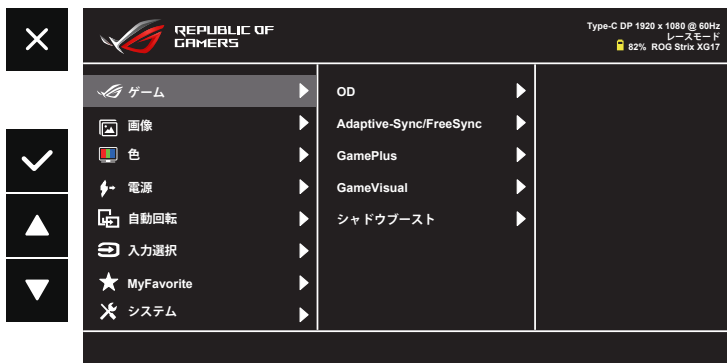 REPUBLIC OF
GAMERS
Type-C DP 1920 x 1080 @ 60Hz
レースモード
82% ROG Strix XG17
ゲーム
画像
色
電源
自動回転
入力選択
MyFavorite
システム
OD
Adaptive-Sync/FreeSync
GamePlus
GameVisual
シャドウブースト